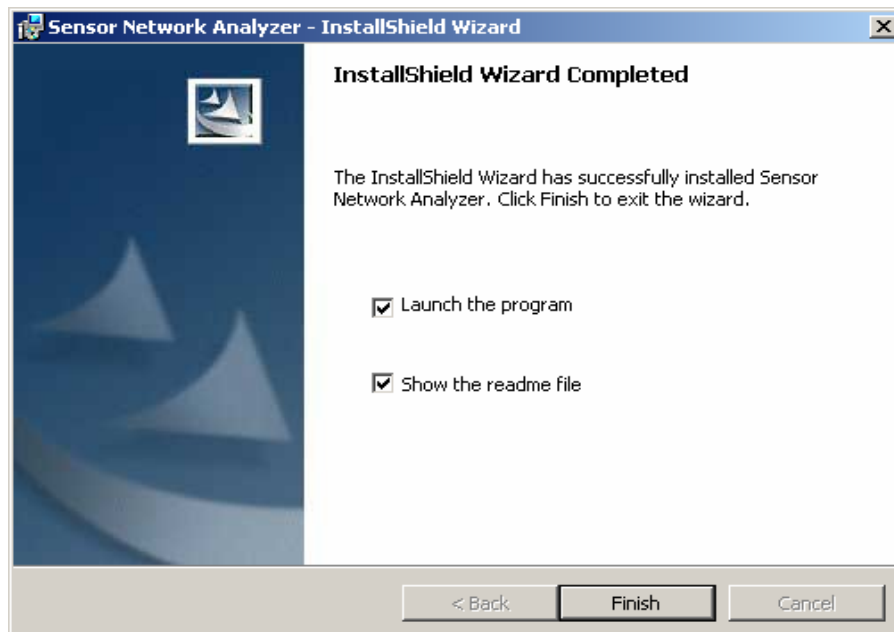 Sensor Network Analyzer - InstallShield Wizard
InstallShield Wizard Completed
The InstallShield Wizard has successfully installed Sensor
Network Analyzer. Click Finish to exit the wizard.
Launch the program
Show the readme file
< Back
Finish
Cancel